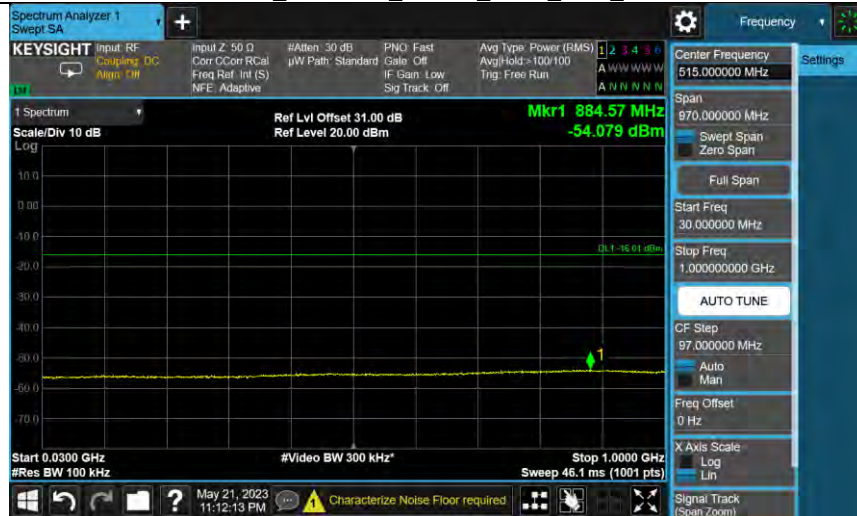 Spectrum Analyzer 1
Swept SA
+
Frequency
KEYSIGHT
Input: RF
Coupling: DC
Align: Off
Input Z: 50 Ω
Corr CCorr RCal
Freq Ref: Int (S)
NFE: Adaptive
#Atten: 30 dB
µW Path: Standard
PNO: Fast
Gate: Off
IF Gain: Low
Sig Track: Off
Avg Type: Power (RMS)
Avg|Hold:>100/100
Trig: Free Run
1 2 3 4 5 6
A W W W W W
A N N N N N
LM
1 Spectrum
Scale/Div 10 dB
Log
Ref Lvl Offset 31.00 dB
Ref Level 20.00 dBm
Mkr1 884.57 MHz
-54.079 dBm
10.0
0.00
-10.0
-20.0
-30.0
-40.0
-50.0
-60.0
-70.0
DL1 -16.01 dBm
1
Start 0.0300 GHz
#Res BW 100 kHz
#Video BW 300 kHz*
Stop 1.0000 GHz
Sweep 46.1 ms (1001 pts)
Center Frequency
515.000000 MHz
Settings
Span
970.000000 MHz
Swept Span
Zero Span
Full Span
Start Freq
30.000000 MHz
Stop Freq
1.000000000 GHz
AUTO TUNE
CF Step
97.000000 MHz
Auto
Man
Freq Offset
0 Hz
X Axis Scale
Log
Lin
Signal Track
(Span Zoom)
?
May 21, 2023
11:12:13 PM
Characterize Noise Floor required